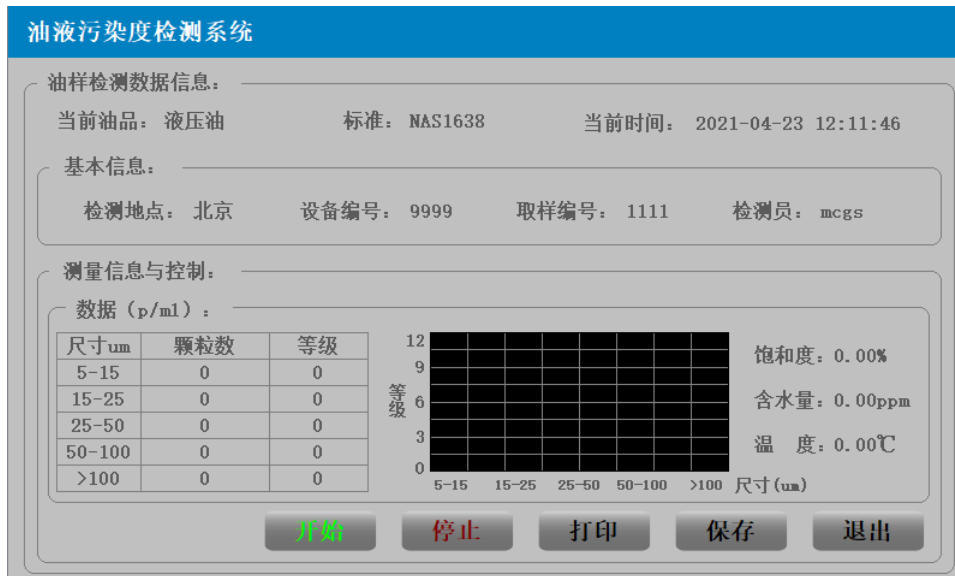 油液污染度检测系统
油样检测数据信息：
当前油品： 液压油 标准： NAS1638 当前时间： 2021-04-23 12:11:46
基本信息：
检测地点： 北京 设备编号： 9999 取样编号： 1111 检测员： mcgs
测量信息与控制：
数据（p/ml）：
尺寸um 颗粒数 等级
5-15 0 0
15-25 0 0
25-50 0 0
50-100 0 0
>100 0 0
等级
12
9
6
3
0
5-15 15-25 25-50 50-100 >100 尺寸(um)
饱和度：0.00%
含水量：0.00ppm
温 度：0.00℃
开始 停止 打印 保存 退出